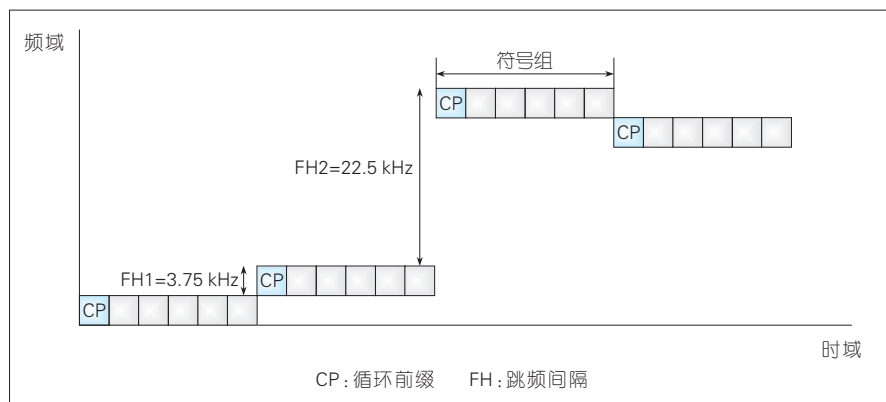 频域
符号组
CP
CP
FH2=22.5 kHz
FH1=3.75 kHz
CP
CP
时域
CP:循环前缀 FH:跳频间隔